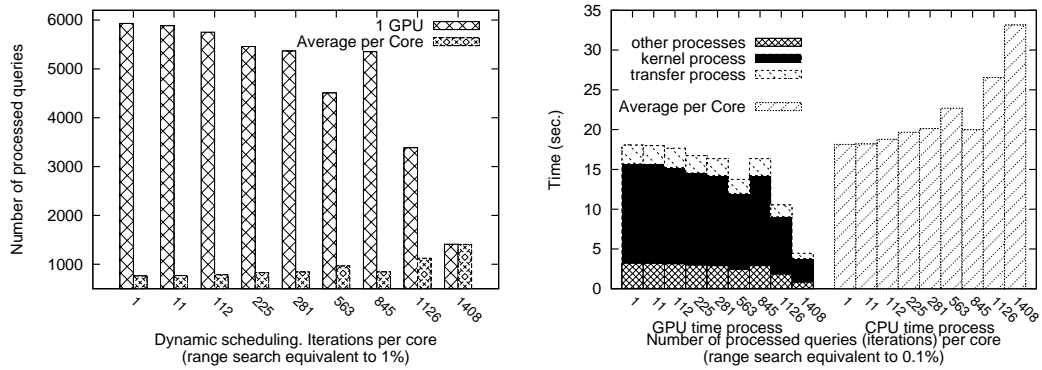 Number of processed queries
6000
5000
4000
3000
2000
1000
1 GPU
Average per Core
1
11
112
225
281
563
845
1126
1408
Dynamic scheduling. Iterations per core
(range search equivalent to 1%)
Time (sec.)
35
30
25
20
15
10
5
0
other processes
kernel process
transfer process
Average per Core
1
11
112
225
281
563
845
1126
1408
1
11
112
225
281
563
845
1126
1408
GPU time process
CPU time process
Number of processed queries (iterations) per core
(range search equivalent to 0.1%)